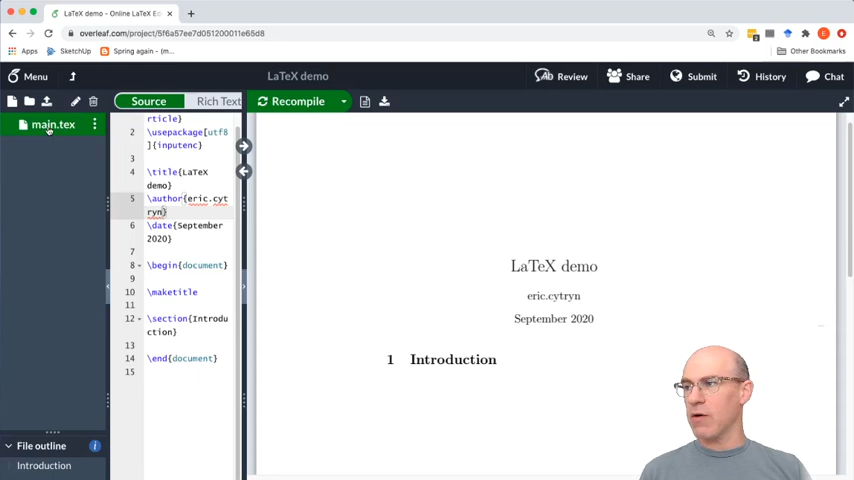 LaTeX demo - Online LaTeX Ed
overleaf.com/project/5f6a57ee7d051200011e65d8
Apps
SketchUp
Spring again - (m...
Other Bookmarks
Menu
LaTeX demo
Review
Share
Submit
History
Chat
Source
Rich Text
Recompile
main.tex
rticle}
2 \usepackage[utf8
]{inputenc}
3
4 \title{LaTeX
demo}
5 \author{eric.cyt
ryn}
6 \date{September
2020}
7
8 \begin{document}
9
10 \maketitle
11
12 \section{Introdu
ction}
13
14 \end{document}
15
LaTeX demo
eric.cytryn
September 2020
1 Introduction
File outline
Introduction